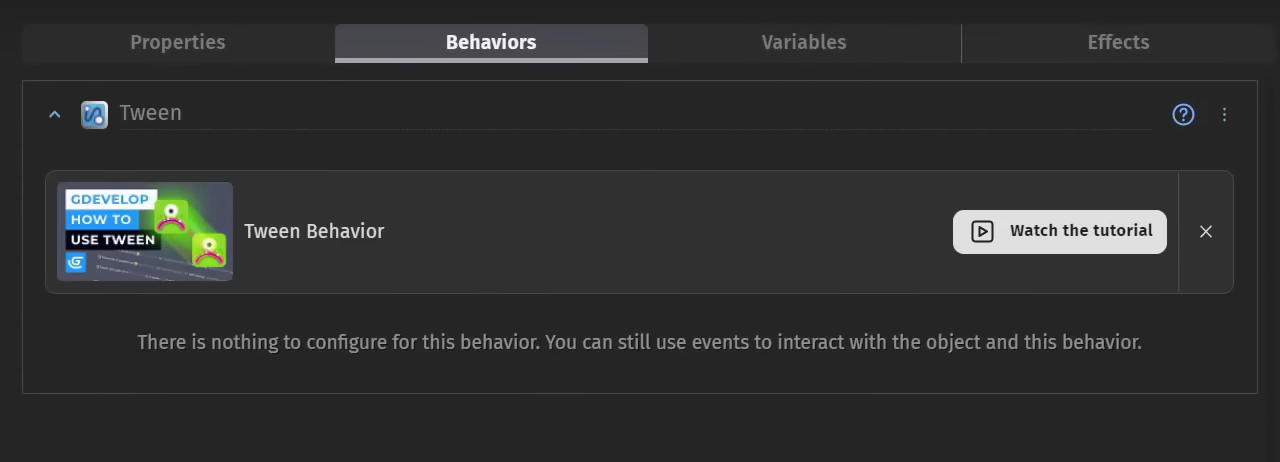 Properties
Behaviors
Variables
Effects
Tween
GDEVELOP
HOW TO
USE TWEEN
Tween Behavior
Watch the tutorial
There is nothing to configure for this behavior. You can still use events to interact with the object and this behavior.